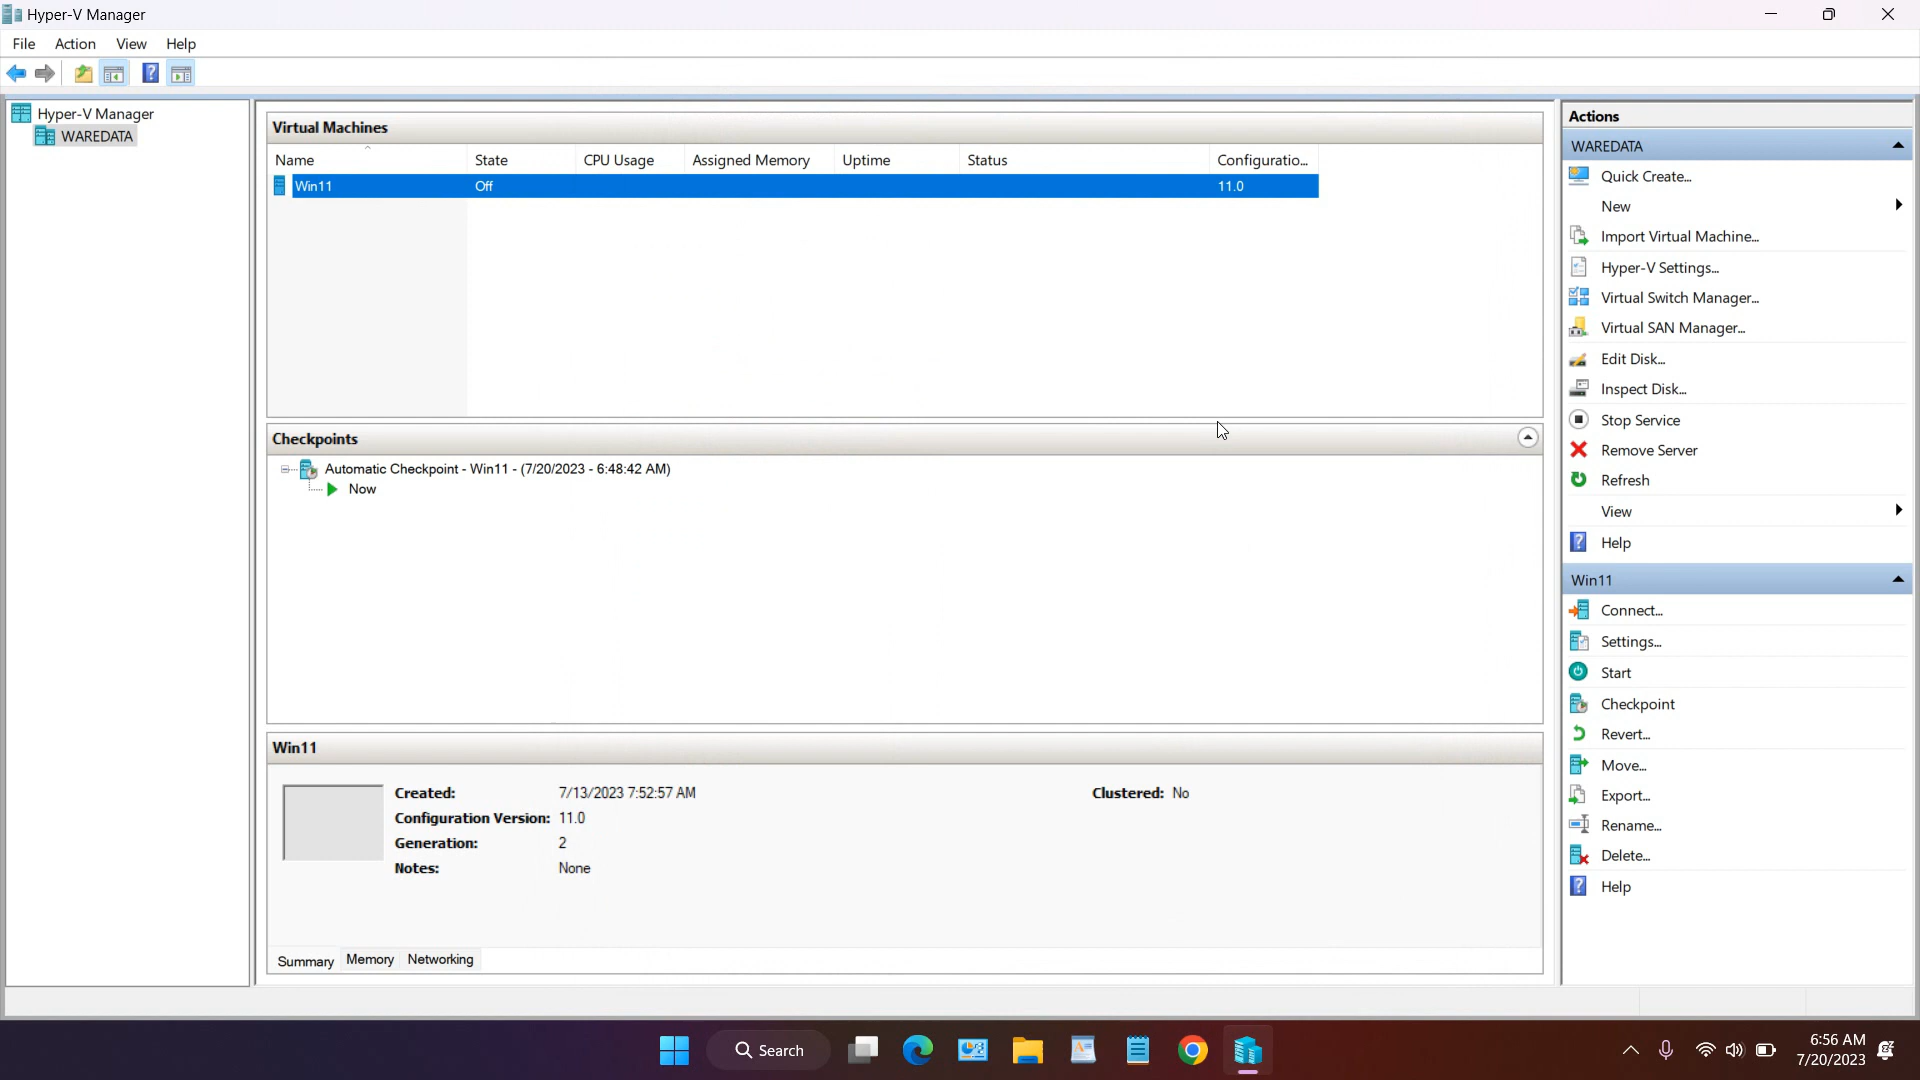 Hyper-V Manager
File Action View Help
Hyper-V Manager
WAREDATA
Virtual Machines
Name State CPU Usage Assigned Memory Uptime Status Configuratio...
Win11 Off 11.0
Checkpoints
Automatic Checkpoint - Win11 - (7/20/2023 - 6:48:42 AM)
Now
Win11
Created: 7/13/2023 7:52:57 AM Clustered: No
Configuration Version: 11.0
Generation: 2
Notes: None
Summary Memory Networking
Actions
WAREDATA
Quick Create...
New
Import Virtual Machine...
Hyper-V Settings...
Virtual Switch Manager...
Virtual SAN Manager...
Edit Disk...
Inspect Disk...
Stop Service
Remove Server
Refresh
View
Help
Win11
Connect...
Settings...
Start
Checkpoint
Revert...
Move...
Export...
Rename...
Delete...
Help
Search
6:56 AM
7/20/2023